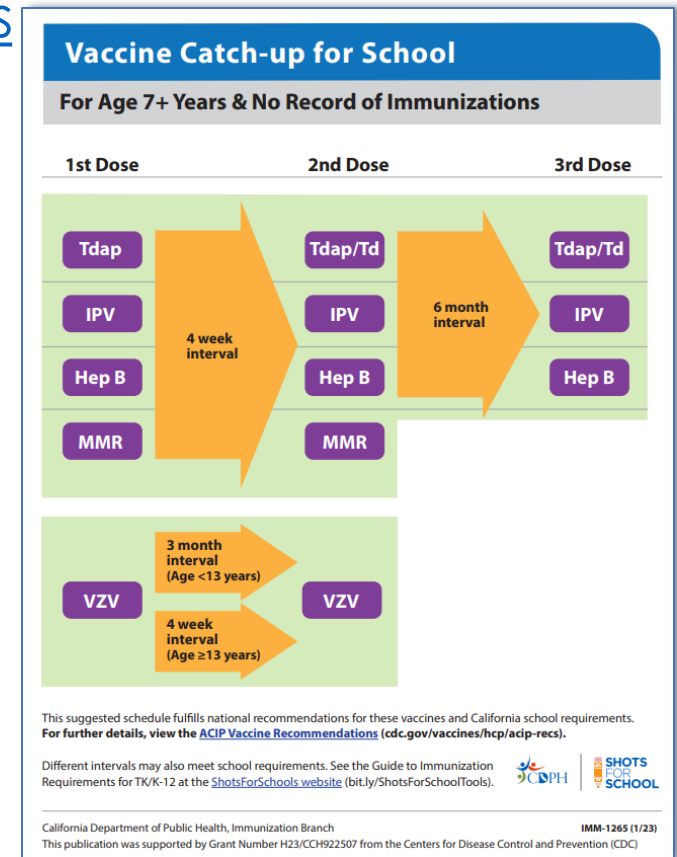 S
Vaccine Catch-up for School
For Age 7+ Years & No Record of Immunizations
1st Dose 2nd Dose 3rd Dose
Tdap Tdap/Td Tdap/Td
IPV IPV IPV
4 week
interval
6 month
interval
Hep B Hep B Hep B
MMR MMR
3 month
interval
(Age <13 years)
VZV VZV
4 week
interval
(Age ≥13 years)
This suggested schedule fulfills national recommendations for these vaccines and California school requirements.
For further details, view the ACIP Vaccine Recommendations (cdc.gov/vaccines/hcp/acip-recs).
Different intervals may also meet school requirements. See the Guide to Immunization
Requirements for TK/K-12 at the ShotsForSchools website (bit.ly/ShotsForSchoolTools).
CDPH
SHOTS
FOR
SCHOOL
California Department of Public Health, Immunization Branch IMM-1265 (1/23)
This publication was supported by Grant Number H23/CCH922507 from the Centers for Disease Control and Prevention (CDC)